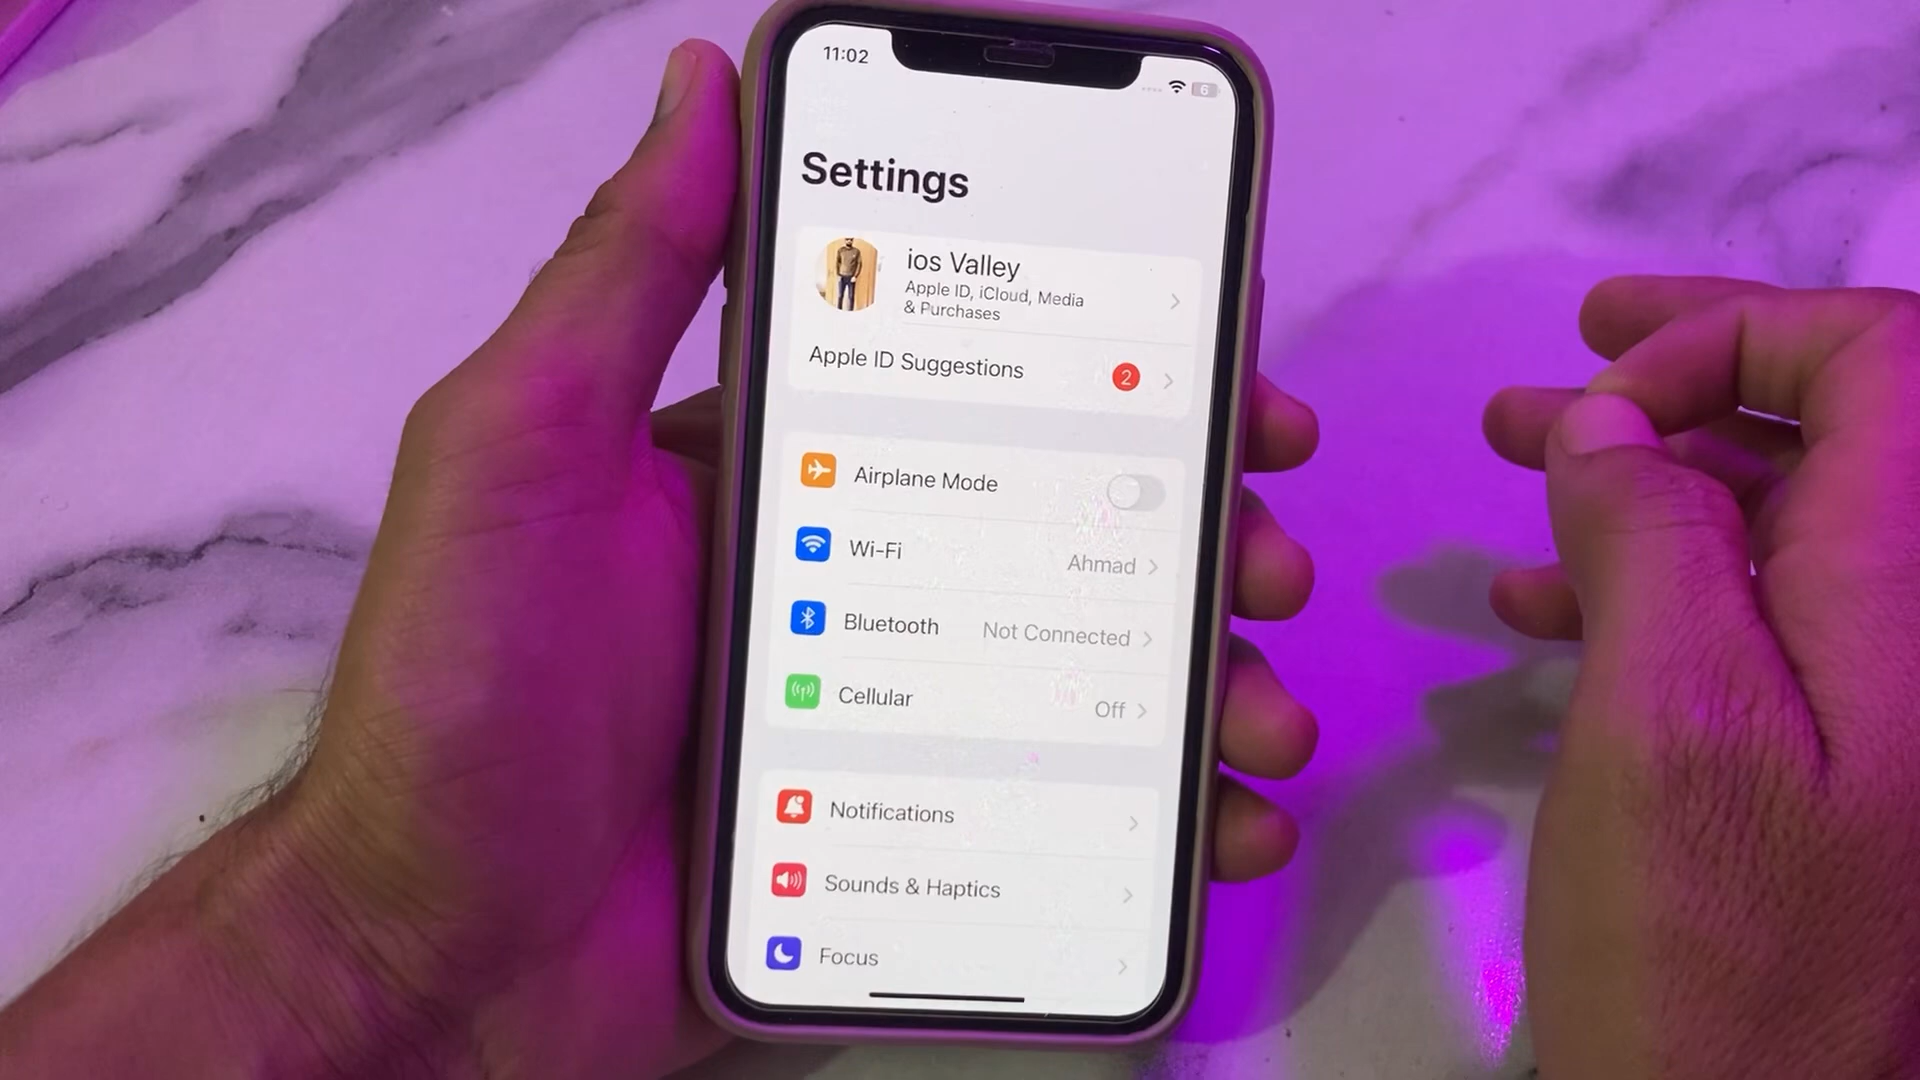 11:02
6
Settings
ios Valley
Apple ID, iCloud, Media
& Purchases
Apple ID Suggestions
2
Airplane Mode
Wi-Fi
Ahmad
Bluetooth
Not Connected
Cellular
Off
Notifications
Sounds & Haptics
Focus